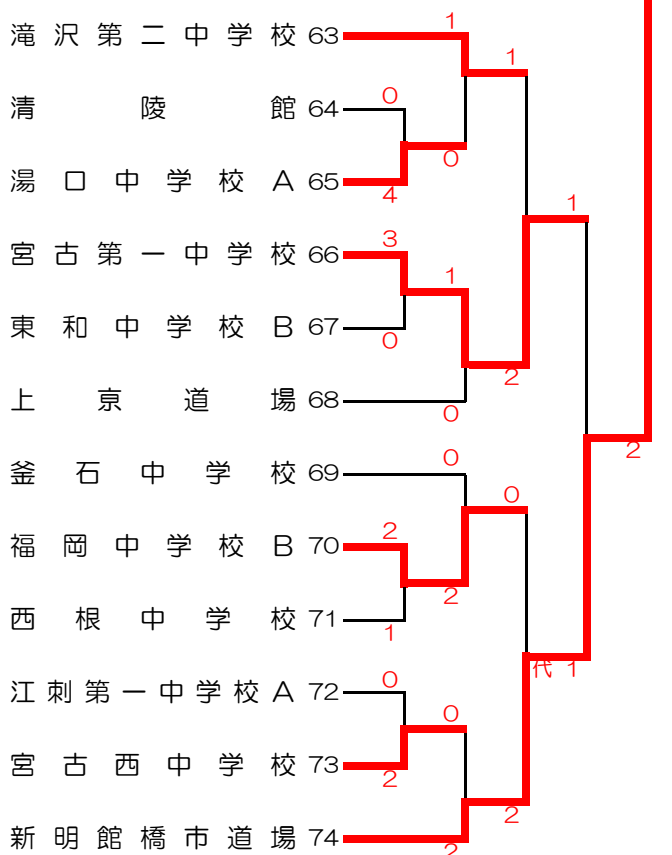 1
滝沢第二中学校 63
1
0
清陵館 64
0
湯口中学校A 65
4
1
3
宮古第一中学校 66
1
東和中学校B 67
0
2
上京道場 68
0
2
0
釜石中学校 69
0
2
福岡中学校B 70
2
西根中学校 71
1
代 1
0
江刺第一中学校A 72
0
宮古西中学校 73
2
2
新明館橋市道場 74
2